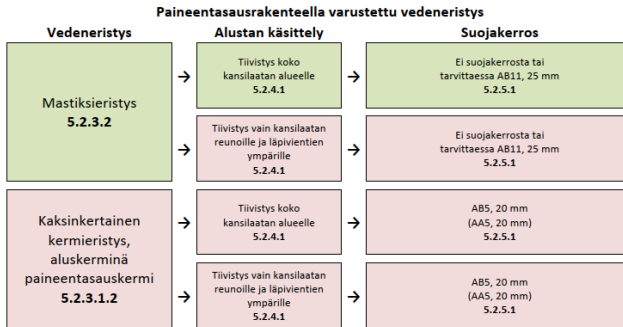 Paineentasausrakenteella varustettu vedeneristys
Vedeneristys
Alustan käsittely
Suojakerros
Mastiksieristys
5.2.3.2
→
Tiivistys koko
kansilaatan alueelle
5.2.4.1
→
Ei suojakerrosta tai
tarvittaessa AB11, 25 mm
5.2.5.1
→
Tiivistys vain kansilaatan
reunoille ja läpivientien
ympärille
5.2.4.1
→
Ei suojakerrosta tai
tarvittaessa AB11, 25 mm
5.2.5.1
Kaksinkertainen
kermieristys,
aluskerminä
paineentasauskermi
5.2.3.1.2
→
Tiivistys koko
kansilaatan alueelle
5.2.4.1
→
AB5, 20 mm
(AA5, 20 mm)
5.2.5.1
→
Tiivistys vain kansilaatan
reunoille ja läpivientien
ympärille
5.2.4.1
→
AB5, 20 mm
(AA5, 20 mm)
5.2.5.1